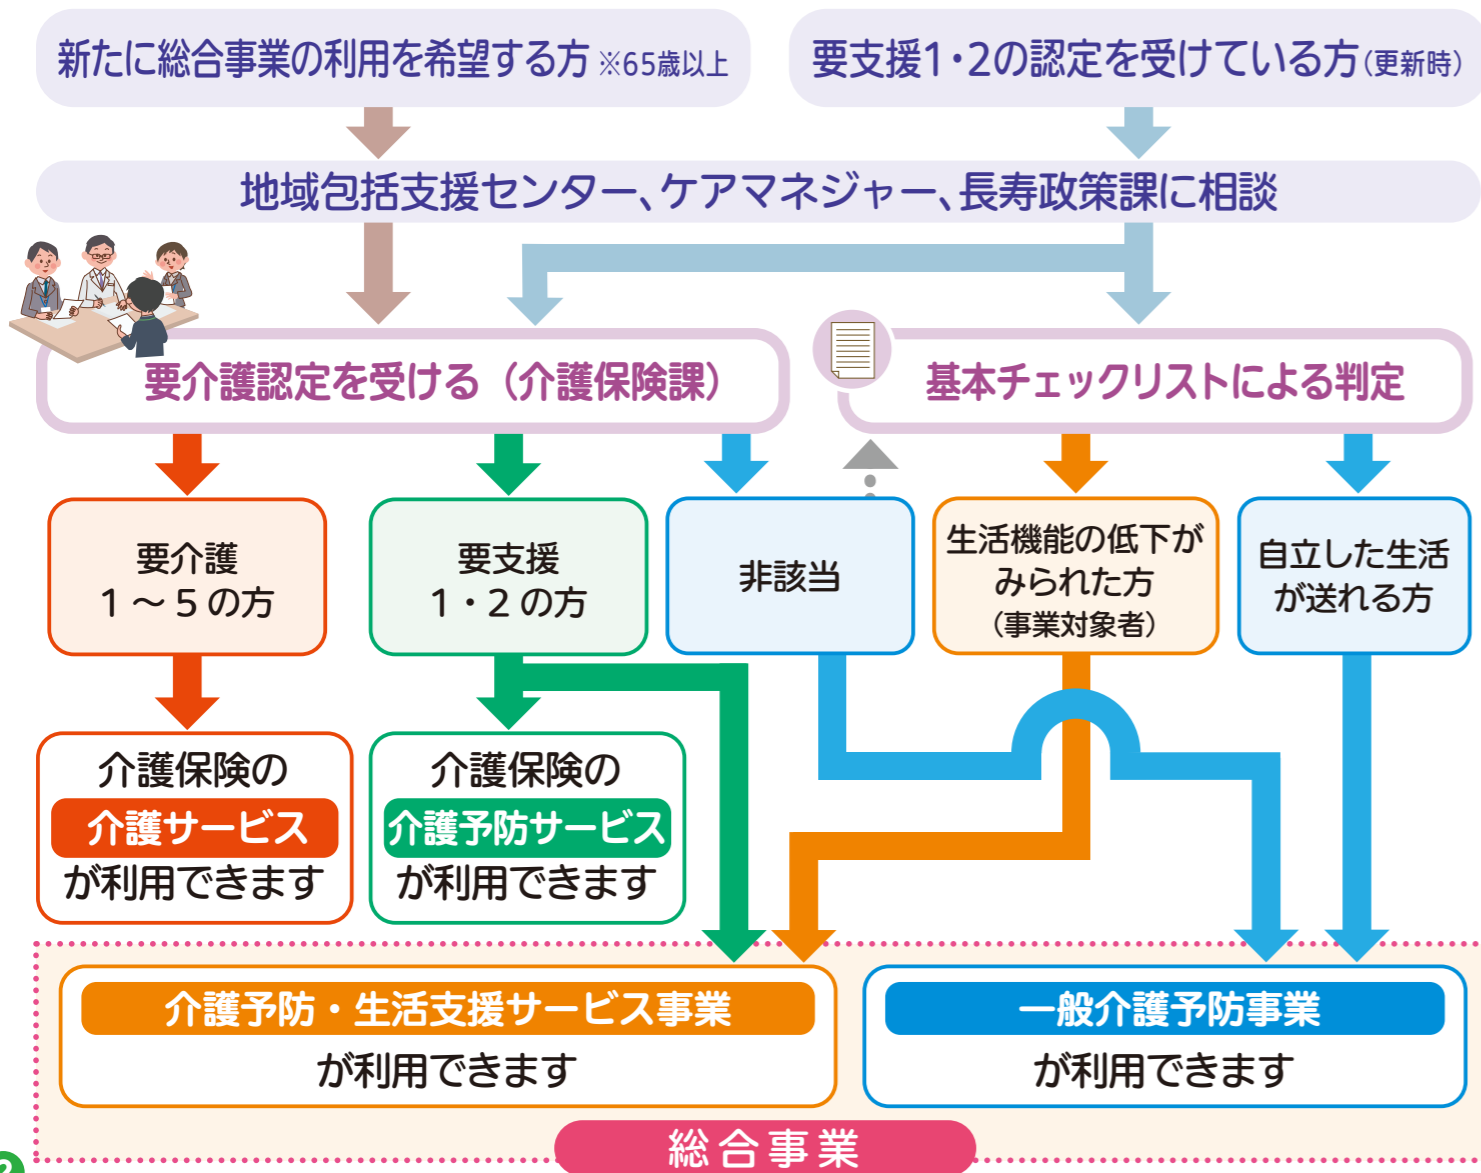 新たに総合事業の利用を希望する方 ※65歳以上
要支援1・2の認定を受けている方(更新時)
地域包括支援センター、ケアマネジャー、長寿政策課に相談
要介護認定を受ける（介護保険課）
基本チェックリストによる判定
要介護
1～5の方
要支援
1・2の方
非該当
生活機能の低下が
みられた方
（事業対象者）
自立した生活
が送れる方
介護保険の
介護サービス
が利用できます
介護保険の
介護予防サービス
が利用できます
介護予防・生活支援サービス事業
が利用できます
一般介護予防事業
が利用できます
総合事業